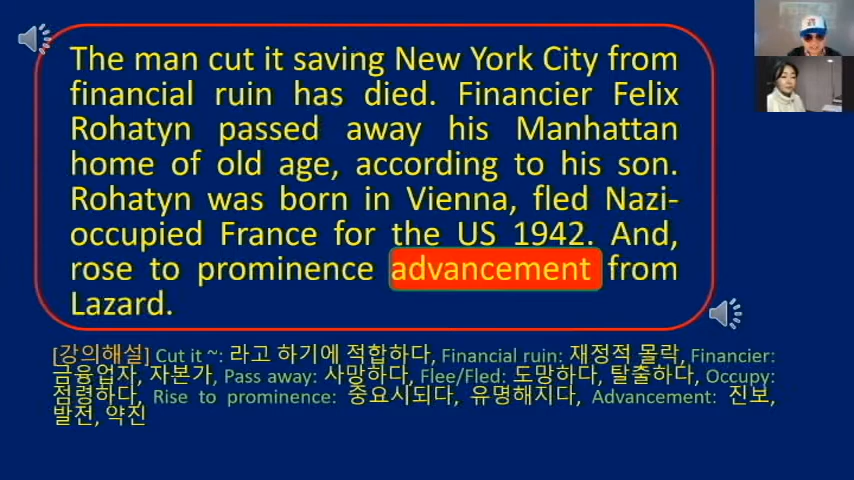 The man cut it saving New York City from
financial ruin has died. Financier Felix
Rohatyn passed away his Manhattan
home of old age, according to his son.
Rohatyn was born in Vienna, fled Nazi-
occupied France for the US 1942. And,
rose to prominence advancement from
Lazard.
[강의해설] Cut it ~: 라고 하기에 적합하다, Financial ruin: 재정적 몰락, Financier:
금융업자, 자본가, Pass away: 사망하다, Flee/Fled: 도망하다, 탈출하다, Occupy:
점령하다, Rise to prominence: 중요시되다, 유명해지다, Advancement: 진보,
발전, 약진